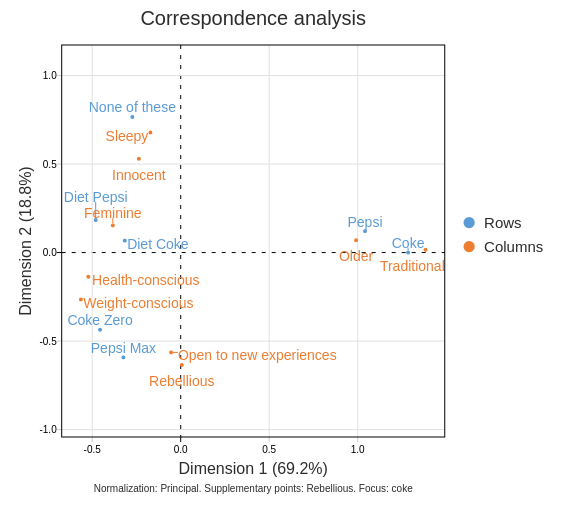 Correspondence analysis
1.0
None of these
Sleepy
0.5
Innocent
Diet Pepsi
Feminine
Pepsi
Rows
Diet Coke
Coke
Columns
0.0
Older
Traditional
Health-conscious
Weight-conscious
Coke Zero
-0.5
Pepsi Max
Open to new experiences
Rebellious
-1.0
-0.5 0.0 0.5 1.0
Dimension 2 (18.8%)
Dimension 1 (69.2%)
Normalization: Principal. Supplementary points: Rebellious. Focus: coke